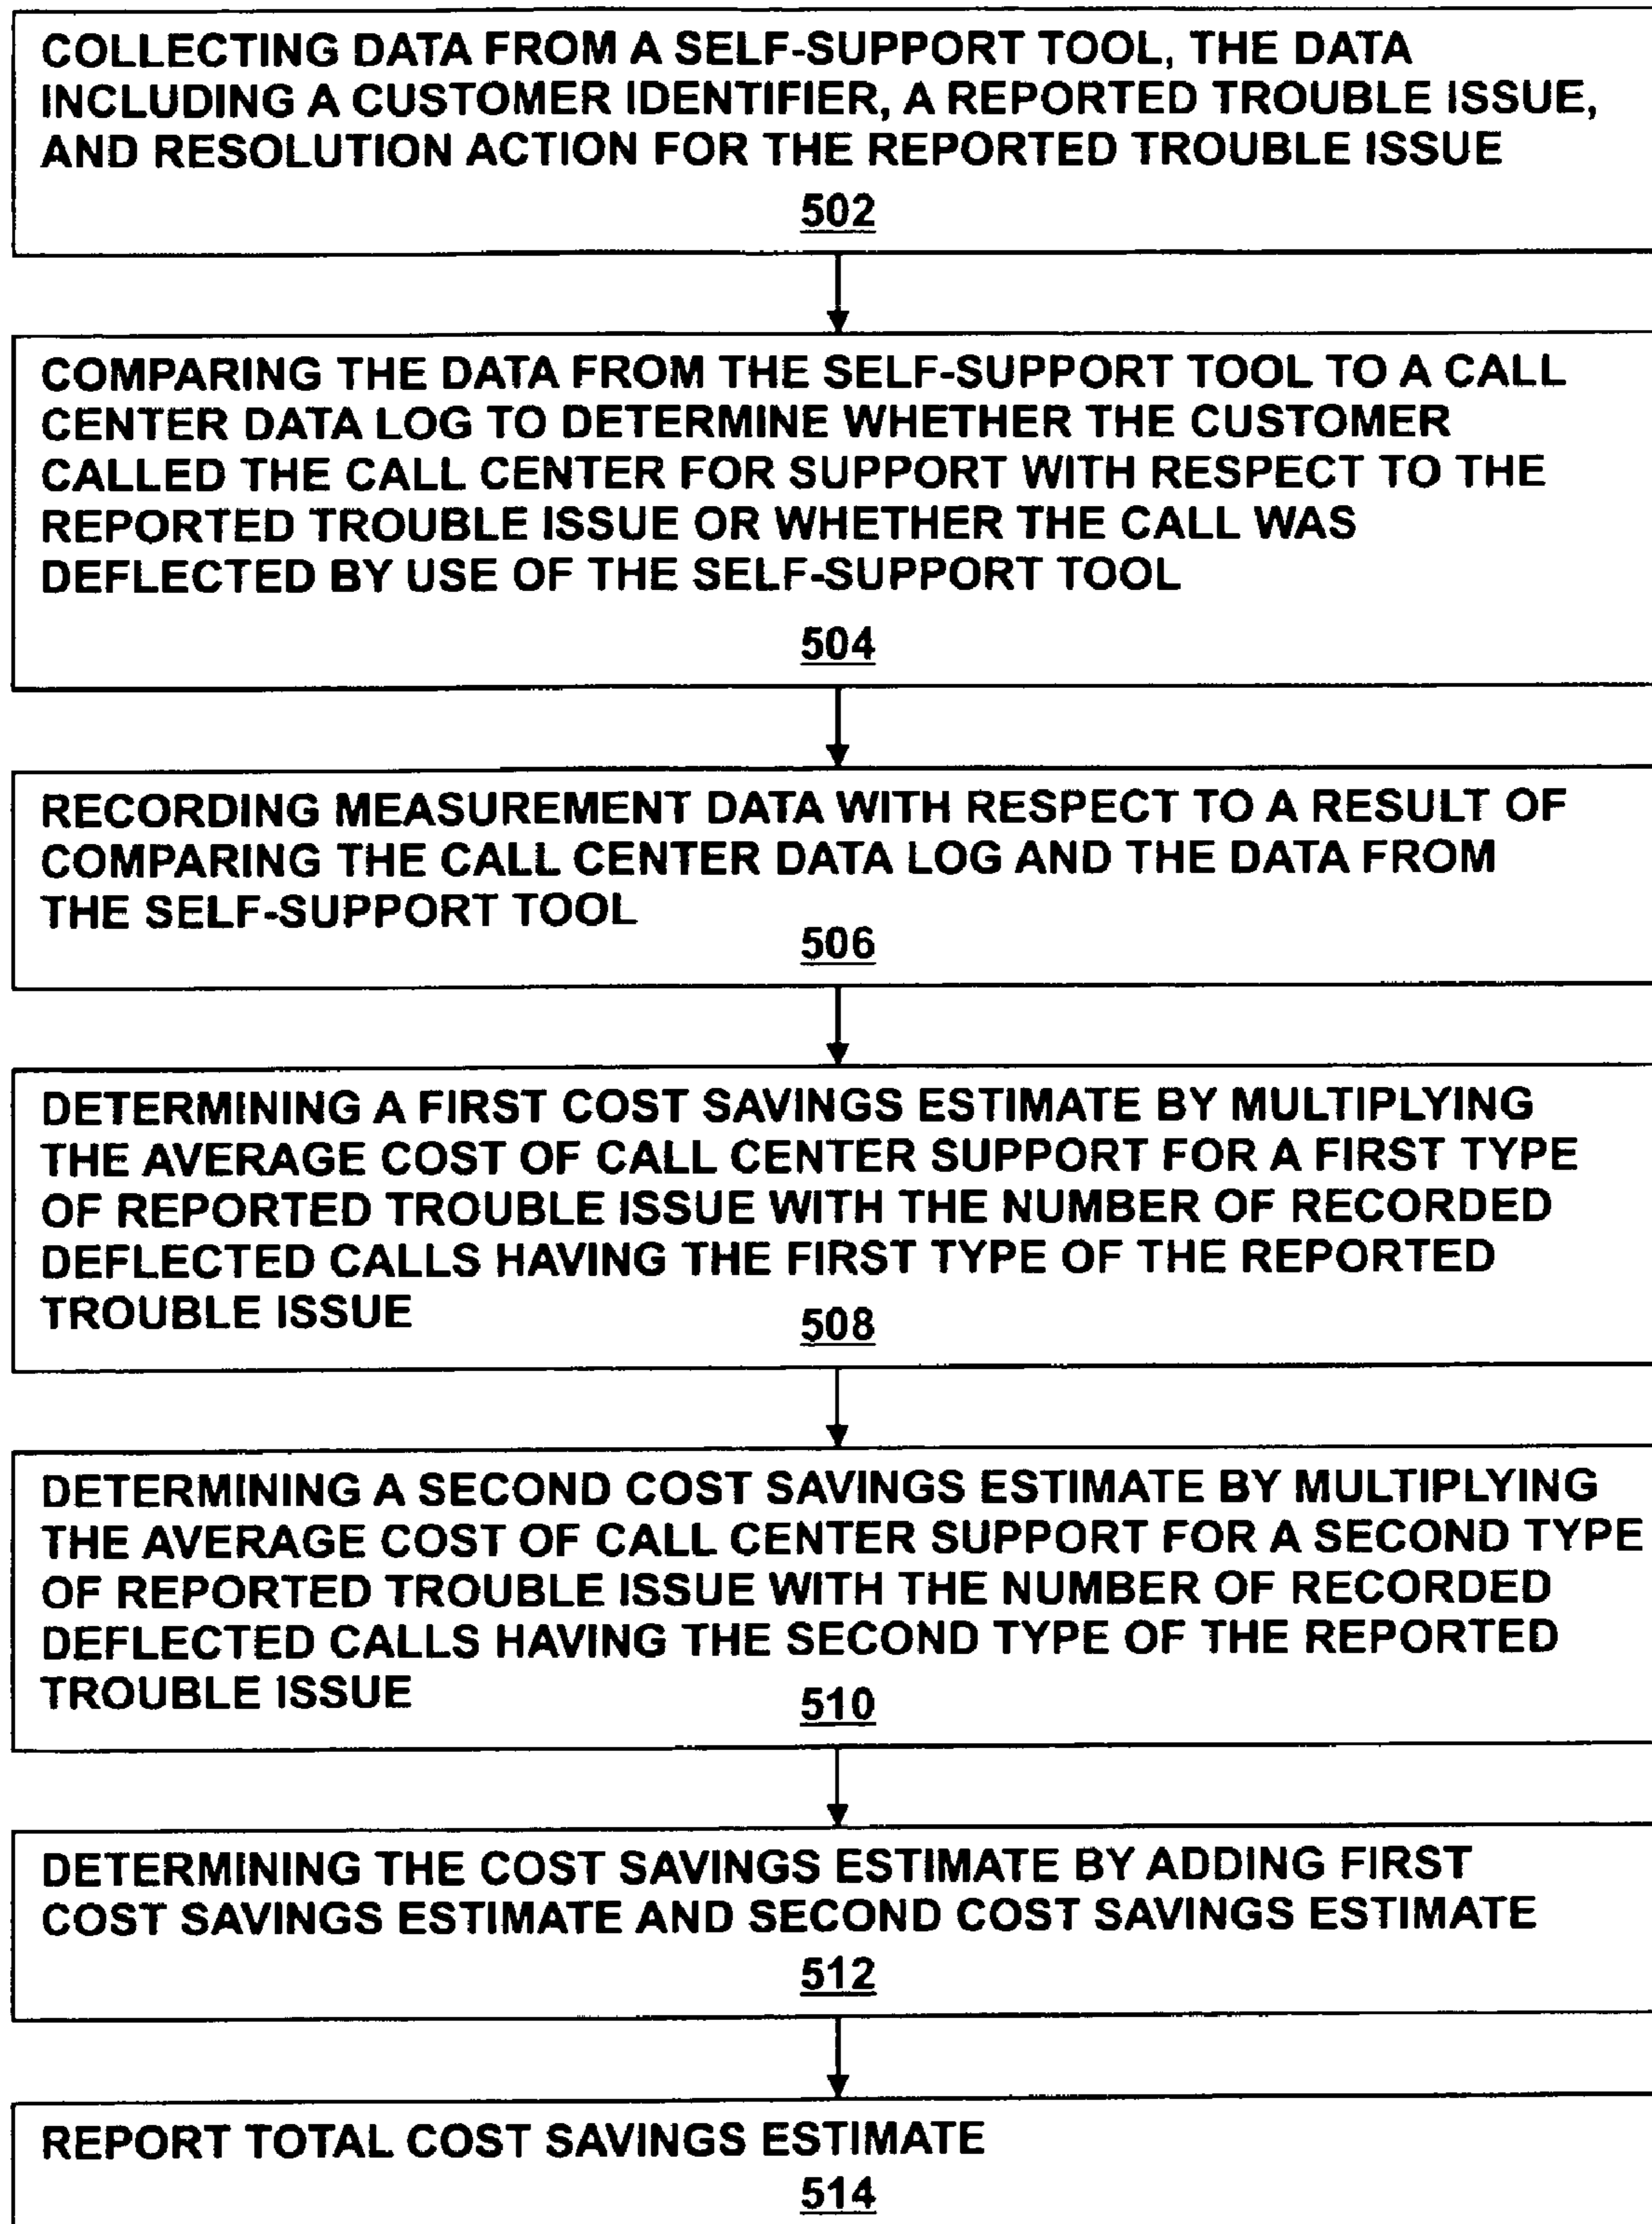 COLLECTING DATA FROM A SELF-SUPPORT TOOL, THE DATA
INCLUDING A CUSTOMER IDENTIFIER, A REPORTED TROUBLE ISSUE,
AND RESOLUTION ACTION FOR THE REPORTED TROUBLE ISSUE
502
COMPARING THE DATA FROM THE SELF-SUPPORT TOOL TO A CALL
CENTER DATA LOG TO DETERMINE WHETHER THE CUSTOMER
CALLED THE CALL CENTER FOR SUPPORT WITH RESPECT TO THE
REPORTED TROUBLE ISSUE OR WHETHER THE CALL WAS
DEFLECTED BY USE OF THE SELF-SUPPORT TOOL
504
RECORDING MEASUREMENT DATA WITH RESPECT TO A RESULT OF
COMPARING THE CALL CENTER DATA LOG AND THE DATA FROM
THE SELF-SUPPORT TOOL
506
DETERMINING A FIRST COST SAVINGS ESTIMATE BY MULTIPLYING
THE AVERAGE COST OF CALL CENTER SUPPORT FOR A FIRST TYPE
OF REPORTED TROUBLE ISSUE WITH THE NUMBER OF RECORDED
DEFLECTED CALLS HAVING THE FIRST TYPE OF THE REPORTED
TROUBLE ISSUE
508
DETERMINING A SECOND COST SAVINGS ESTIMATE BY MULTIPLYING
THE AVERAGE COST OF CALL CENTER SUPPORT FOR A SECOND TYPE
OF REPORTED TROUBLE ISSUE WITH THE NUMBER OF RECORDED
DEFLECTED CALLS HAVING THE SECOND TYPE OF THE REPORTED
TROUBLE ISSUE
510
DETERMINING THE COST SAVINGS ESTIMATE BY ADDING FIRST
COST SAVINGS ESTIMATE AND SECOND COST SAVINGS ESTIMATE
512
REPORT TOTAL COST SAVINGS ESTIMATE
514